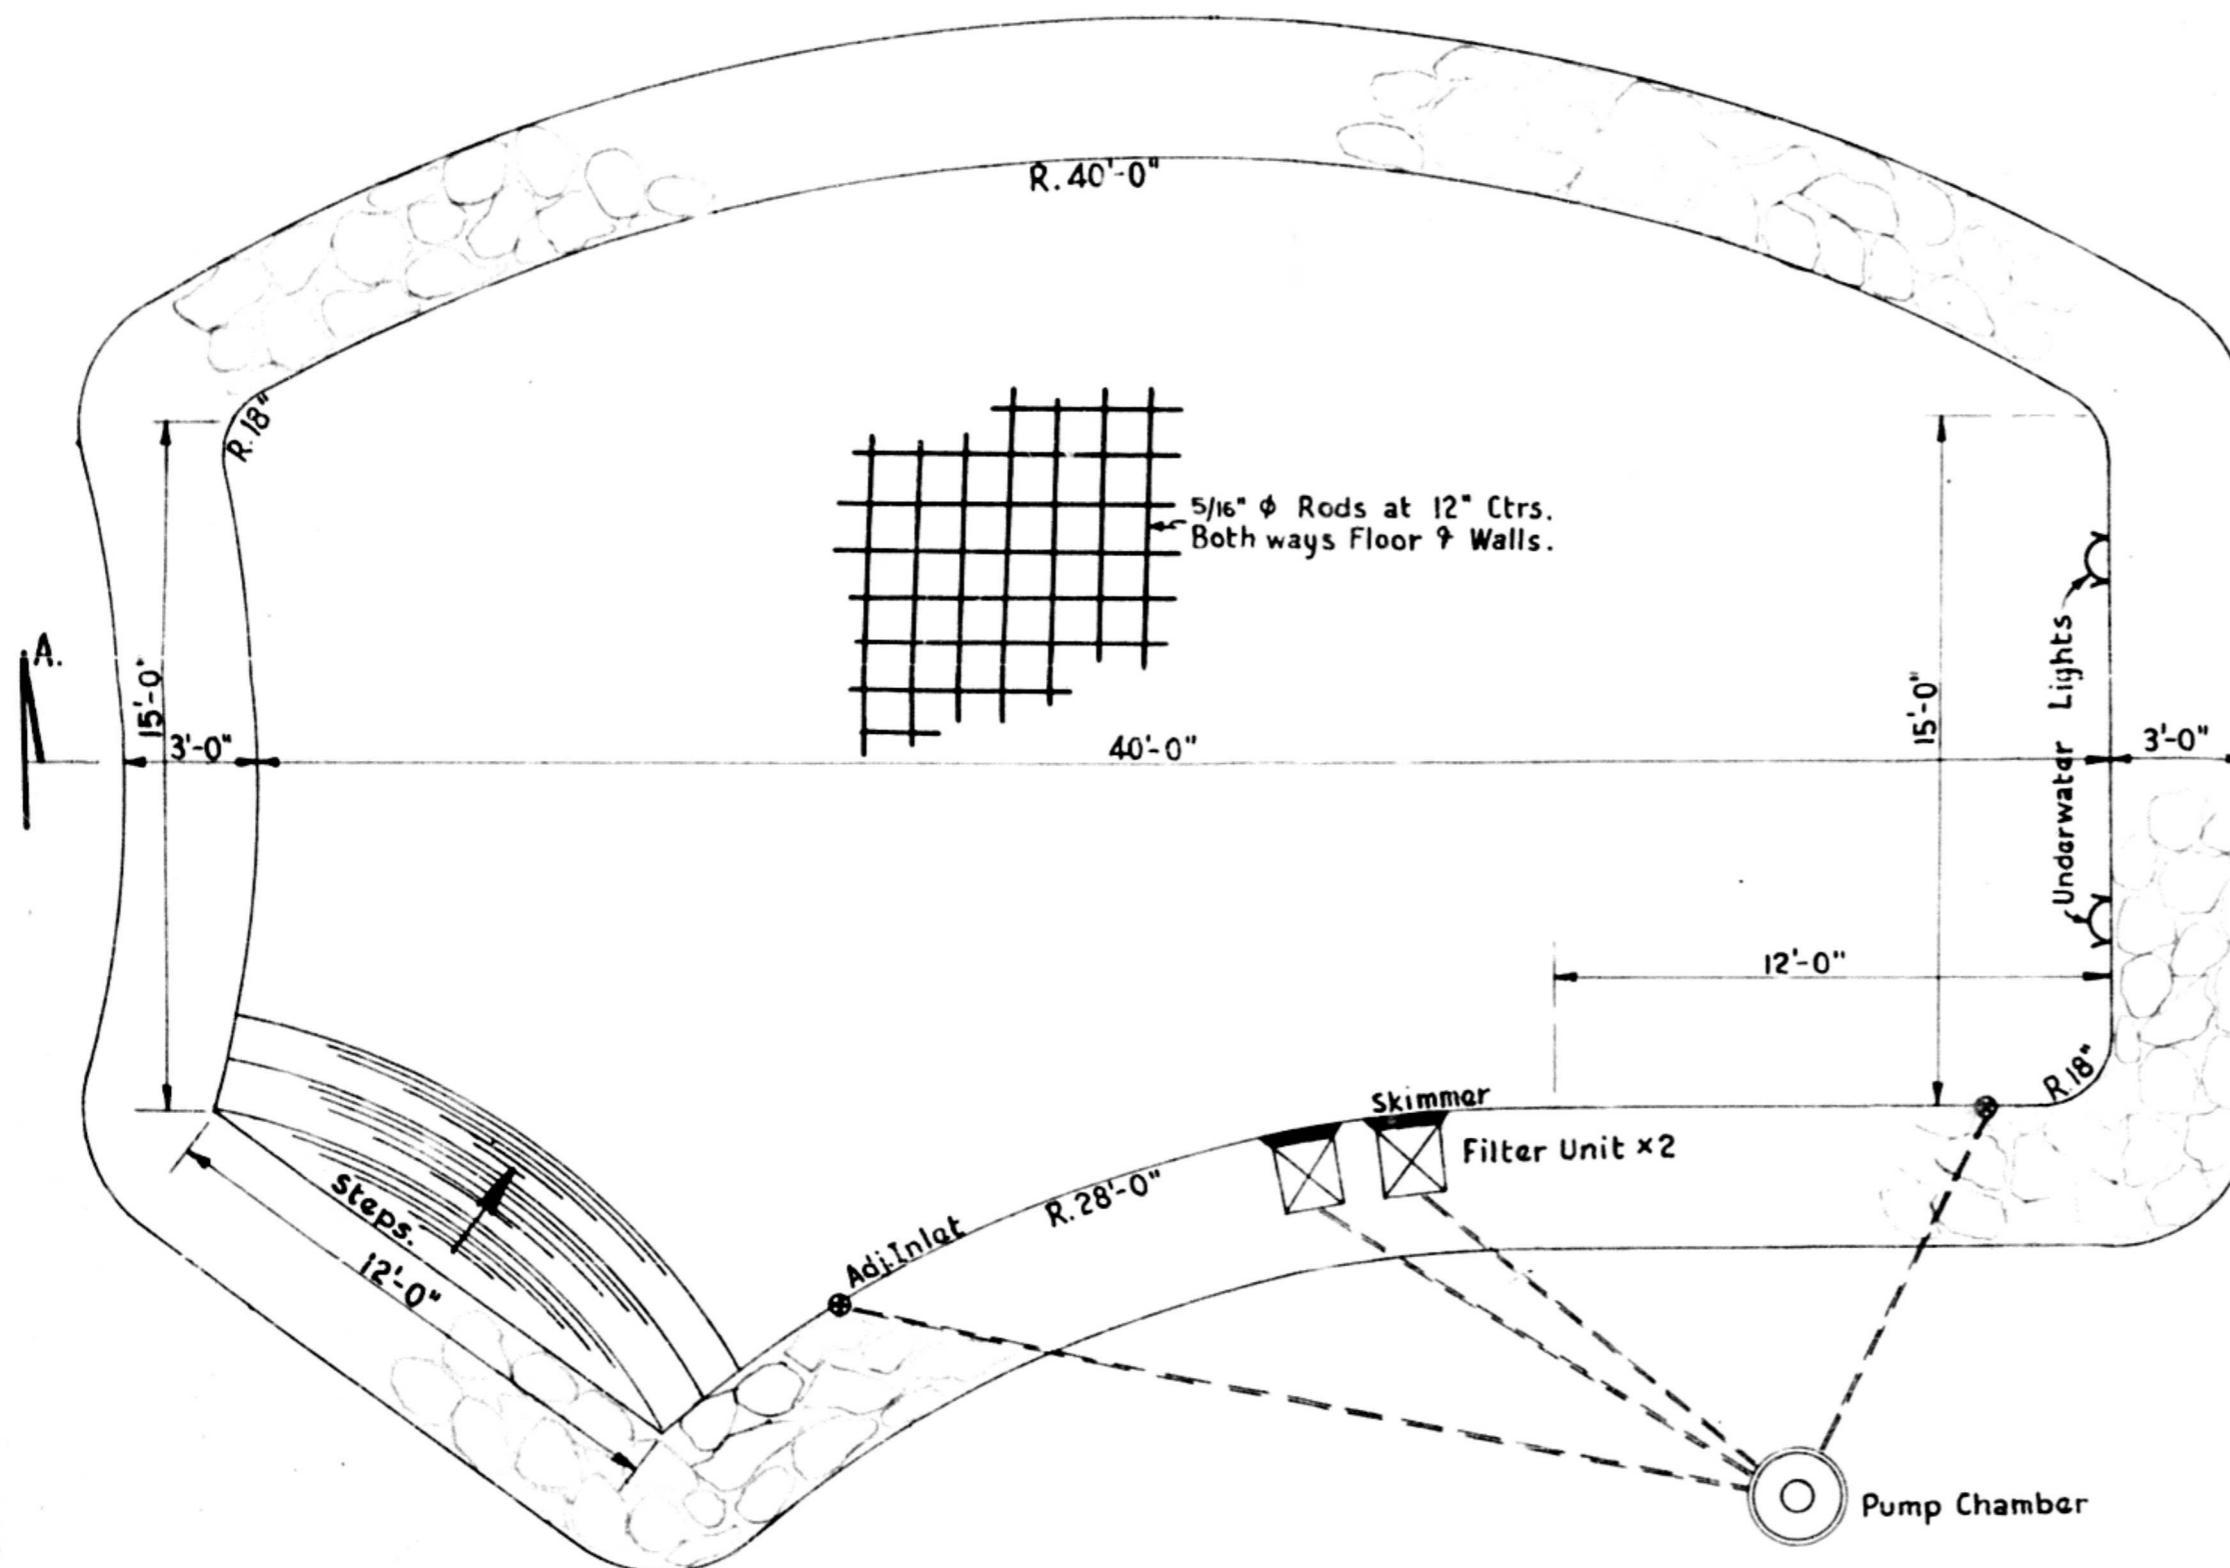 R. 40'-0"
R.18"
5/16" ϕ Rods at 12" Ctrs.
Both ways Floor & Walls.
A.
15'-0"
3'-0"
40'-0"
15'-0"
Underwater Lights
3'-0"
12'-0"
R.18"
Skimmer
Filter Unit x2
R. 28'-0"
Adj. Inlet
Steps.
12'-0"
Pump Chamber